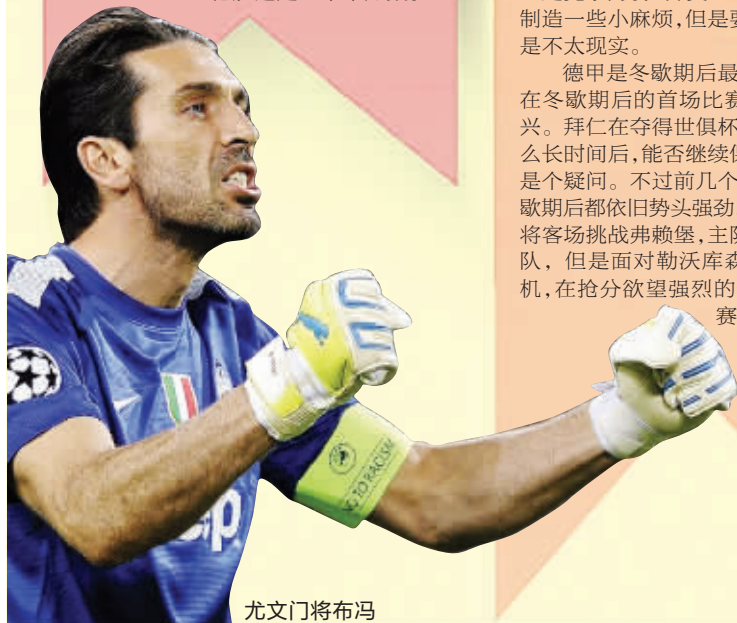 制造一些小麻烦,但是要
是不太现实。
德甲是冬歇期后最
在冬歇期后的首场比赛
兴。拜仁在夺得世俱杯
么长时间后,能否继续保
是个疑问。不过前几个
歇期后都依旧势头强劲
将客场挑战弗赖堡,主队
队,但是面对勒沃库森
机,在抢分欲望强烈的
赛
TO RACISM
尤文门将布冯